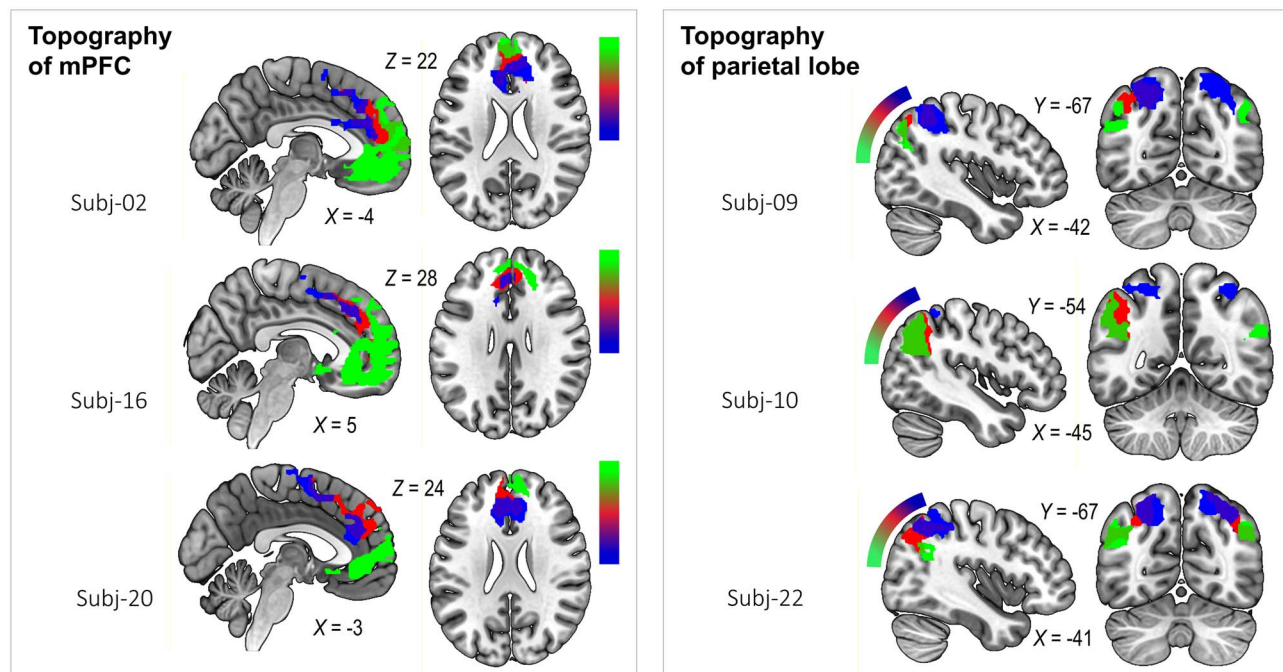 Topography
of mPFC
Z = 22
Subj-02
X = -4
Z = 28
Subj-16
X = 5
Z = 24
Subj-20
X = -3
Topography
of parietal lobe
Y = -67
Subj-09
X = -42
Y = -54
Subj-10
X = -45
Y = -67
Subj-22
X = -41